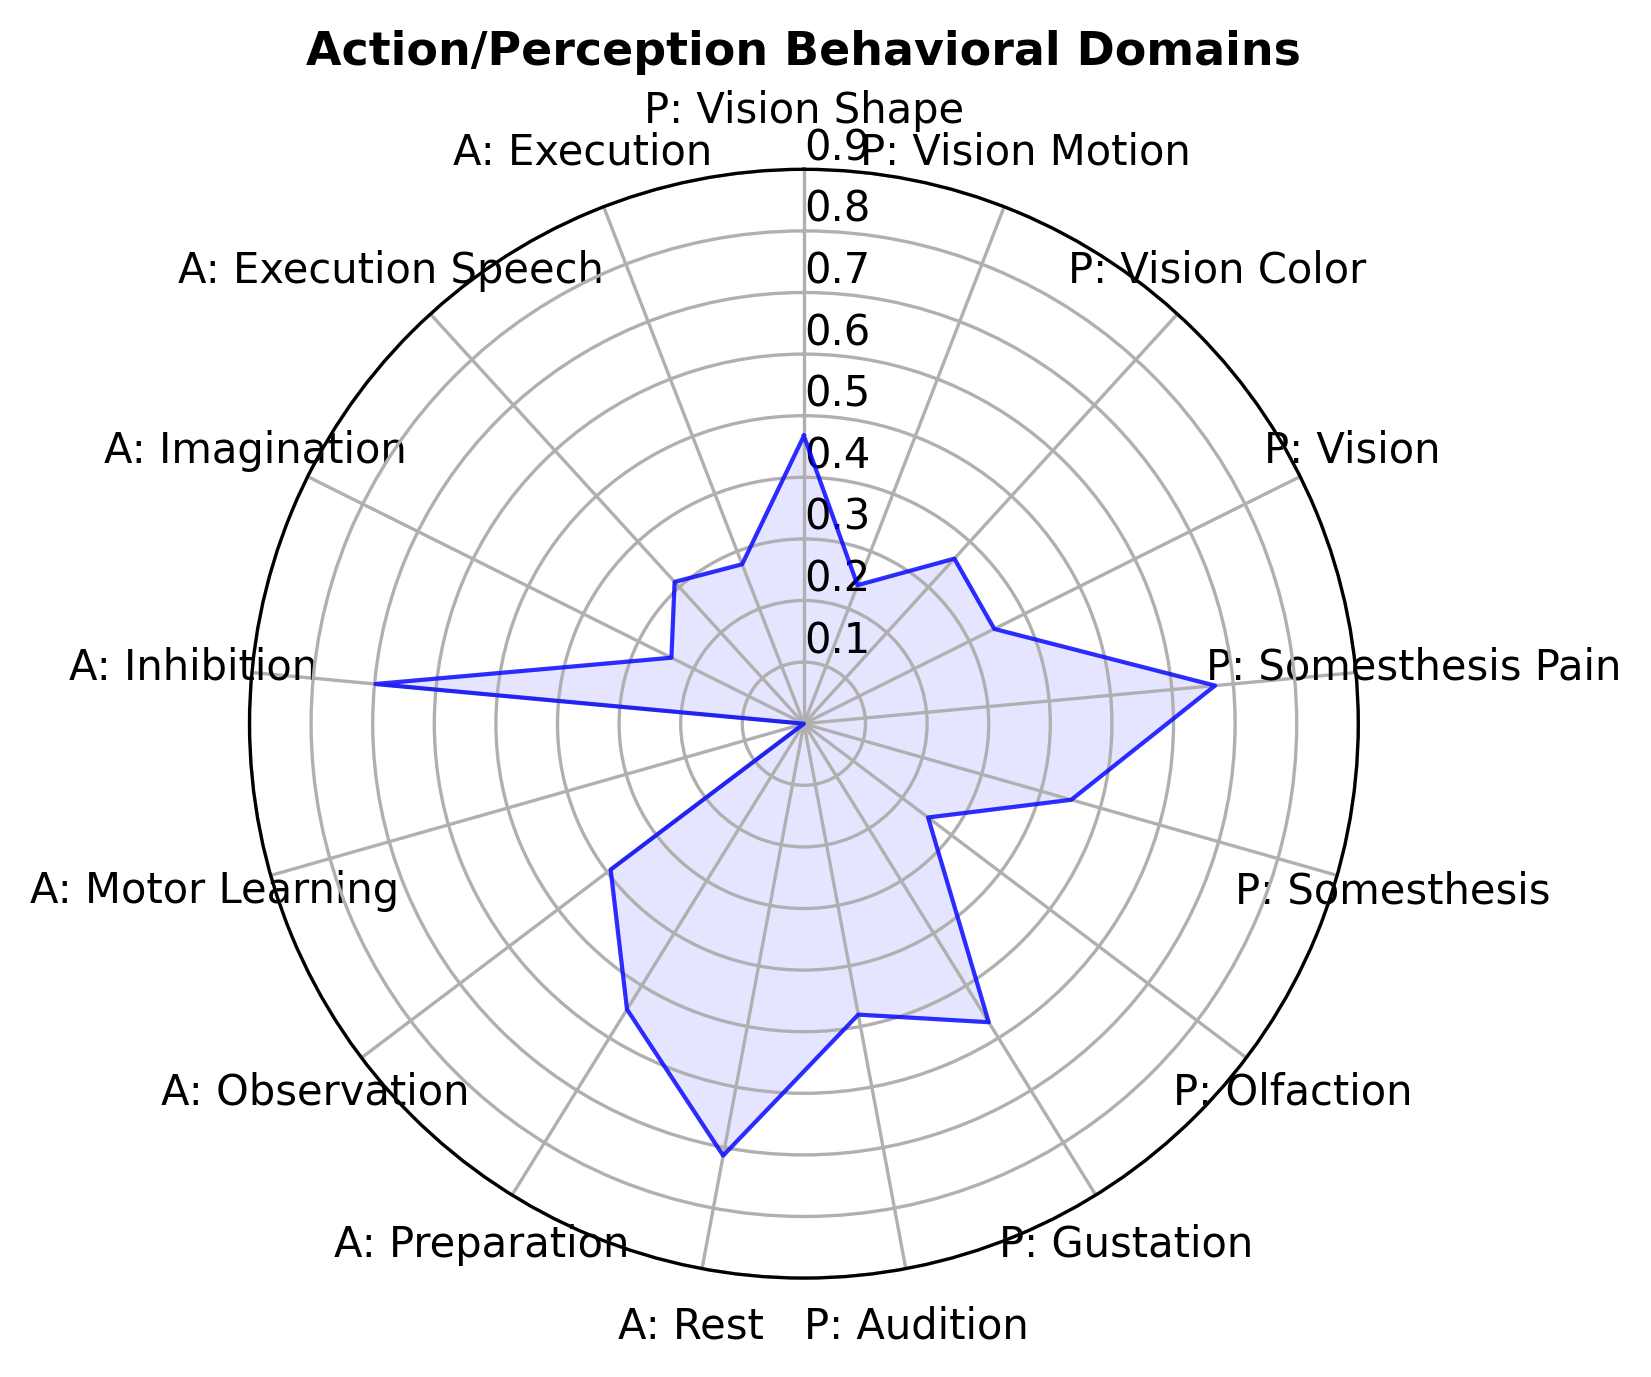 Action/Perception Behavioral Domains
P: Vision Shape
A: Execution
0.9
P: Vision Motion
0.8
A: Execution Speech
0.7
P: Vision Color
0.6
0.5
A: Imagination
0.4
P: Vision
0.3
0.2
0.1
A: Inhibition
P: Somesthesis Pain
A: Motor Learning
P: Somesthesis
A: Observation
P: Olfaction
A: Preparation
P: Gustation
A: Rest
P: Audition